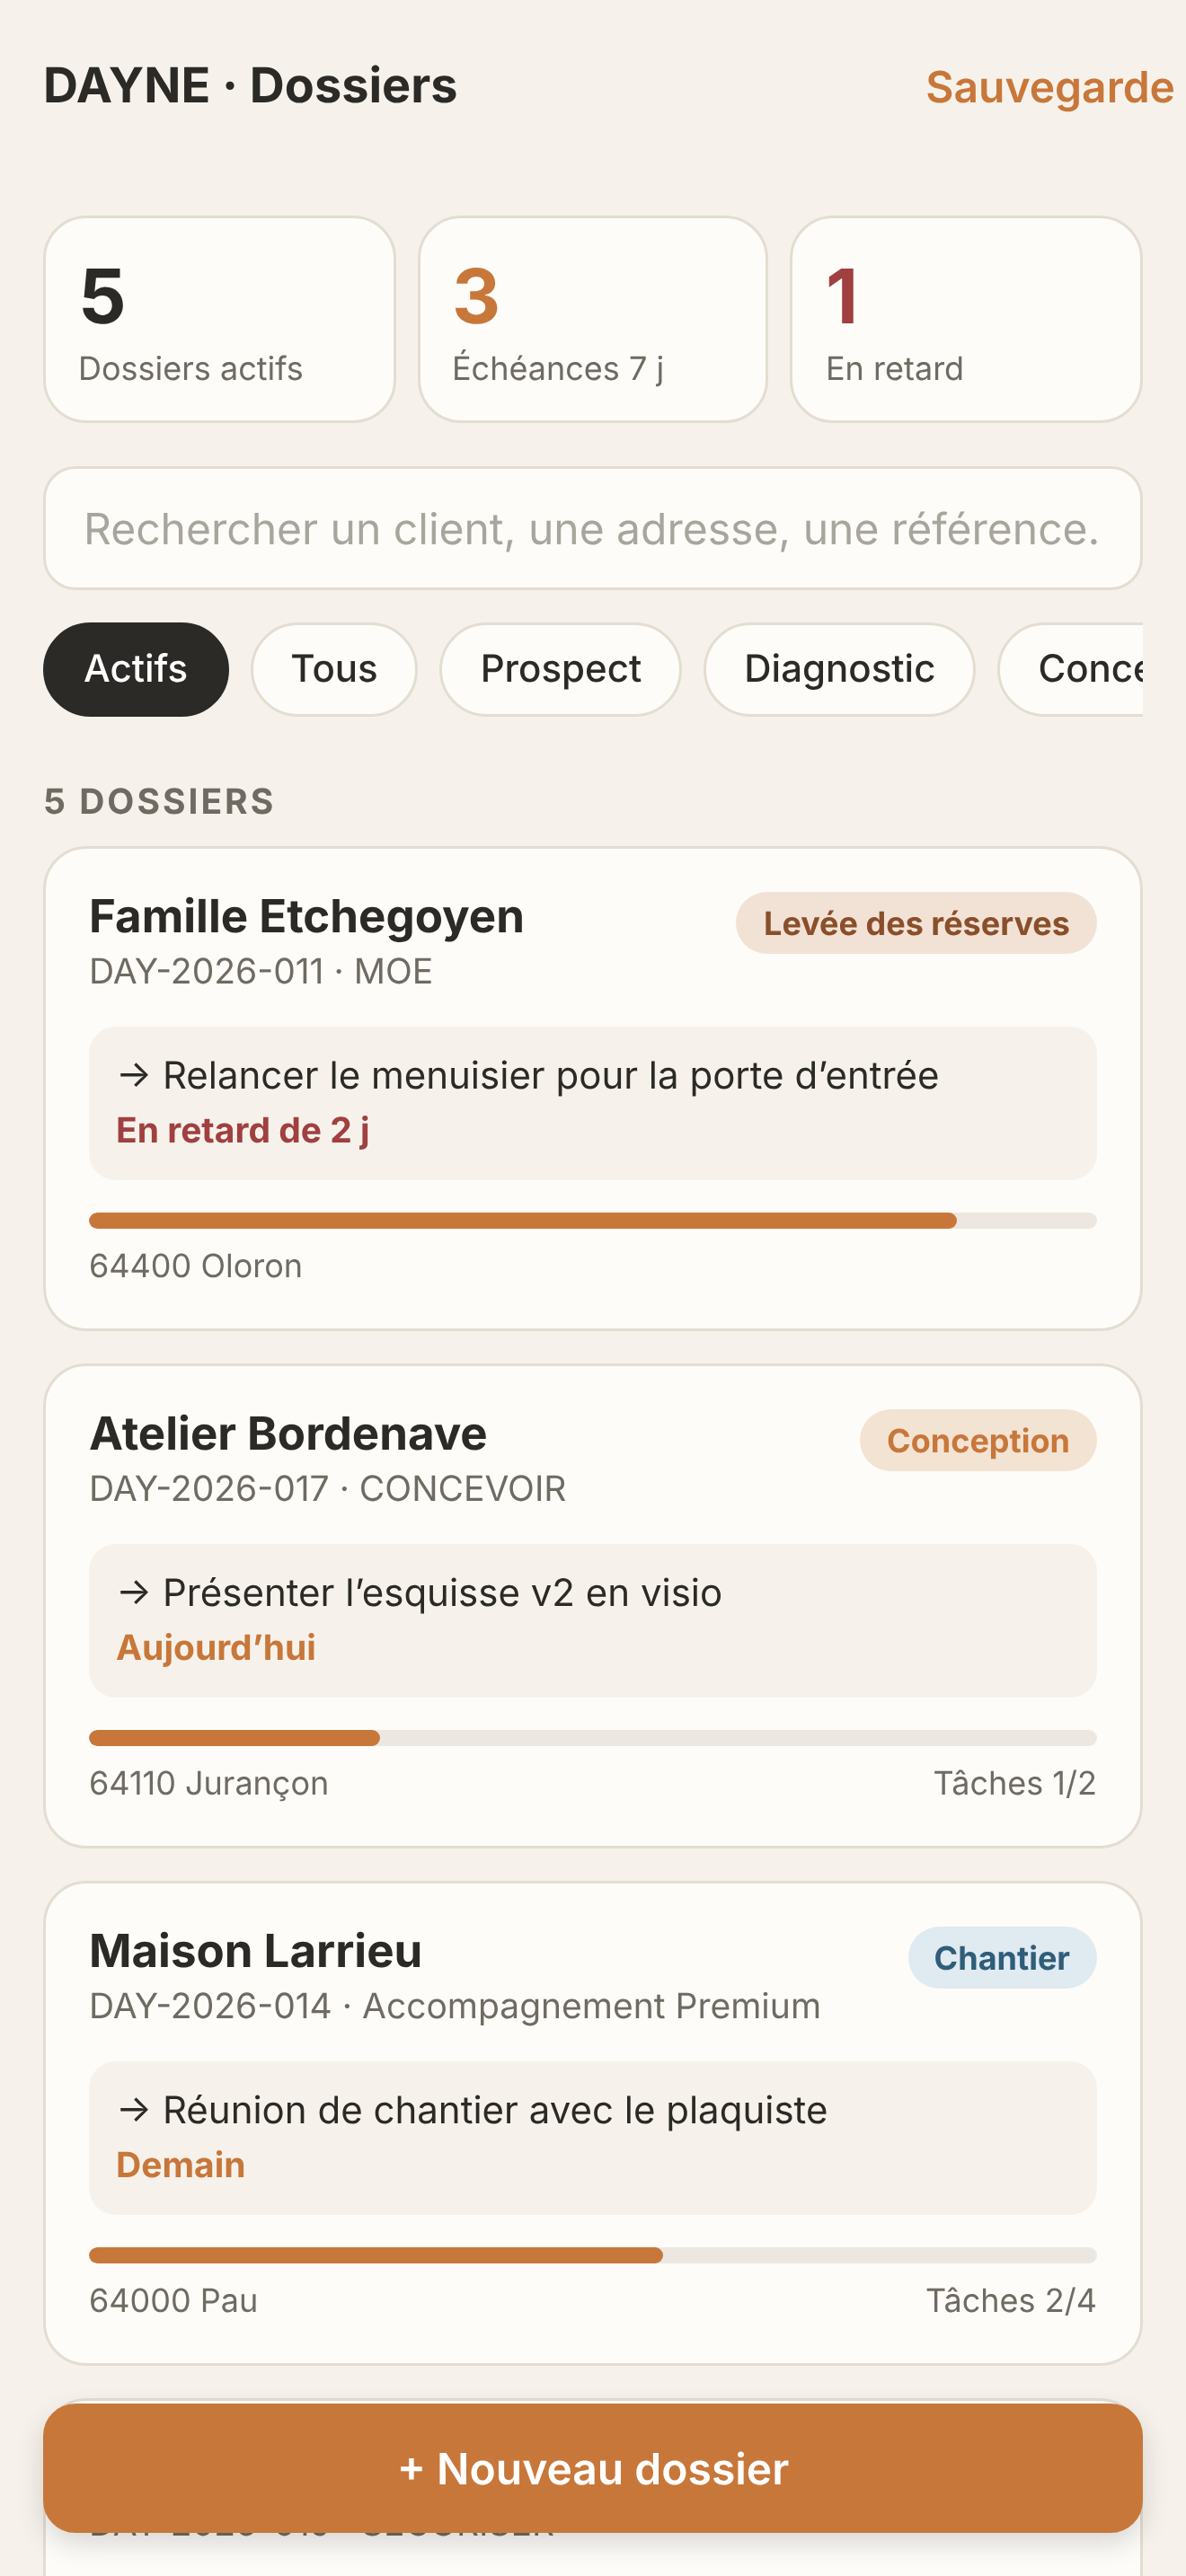 DAYNE · Dossiers
Sauvegarde
5
Dossiers actifs
3
Échéances 7 j
1
En retard
Rechercher un client, une adresse, une référence.
Actifs
Tous
Prospect
Diagnostic
Conce
5 DOSSIERS
Famille Etchegoyen
Levée des réserves
DAY-2026-011 · MOE
→ Relancer le menuisier pour la porte d’entrée
En retard de 2 j
64400 Oloron
Atelier Bordenave
Conception
DAY-2026-017 · CONCEVOIR
→ Présenter l’esquisse v2 en visio
Aujourd’hui
64110 Jurançon
Tâches 1/2
Maison Larrieu
Chantier
DAY-2026-014 · Accompagnement Premium
→ Réunion de chantier avec le plaquiste
Demain
64000 Pau
Tâches 2/4
+ Nouveau dossier